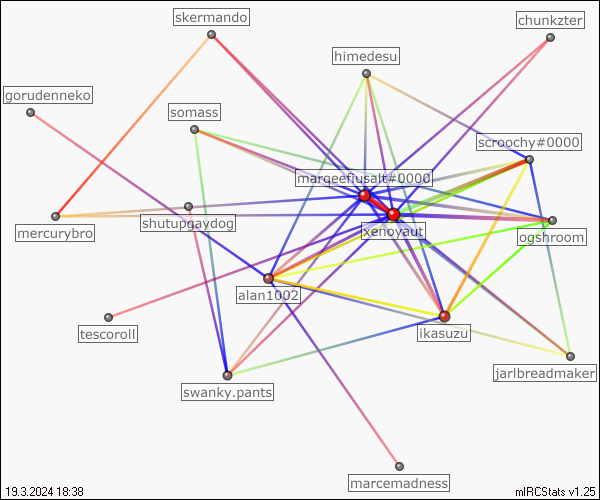 skermando
chunkzter
himedesu
gorudenneko
somass
scroochy#0000
marqeefiusalt#0000
mercurybro
shutupgaydog
xenoyaut
ogshroom
alan1002
tescoroll
ikasuzu
jarlbreadmaker
swanky.pants
marcemadness
19.3.2024 18:38
mIRCStats v1.25